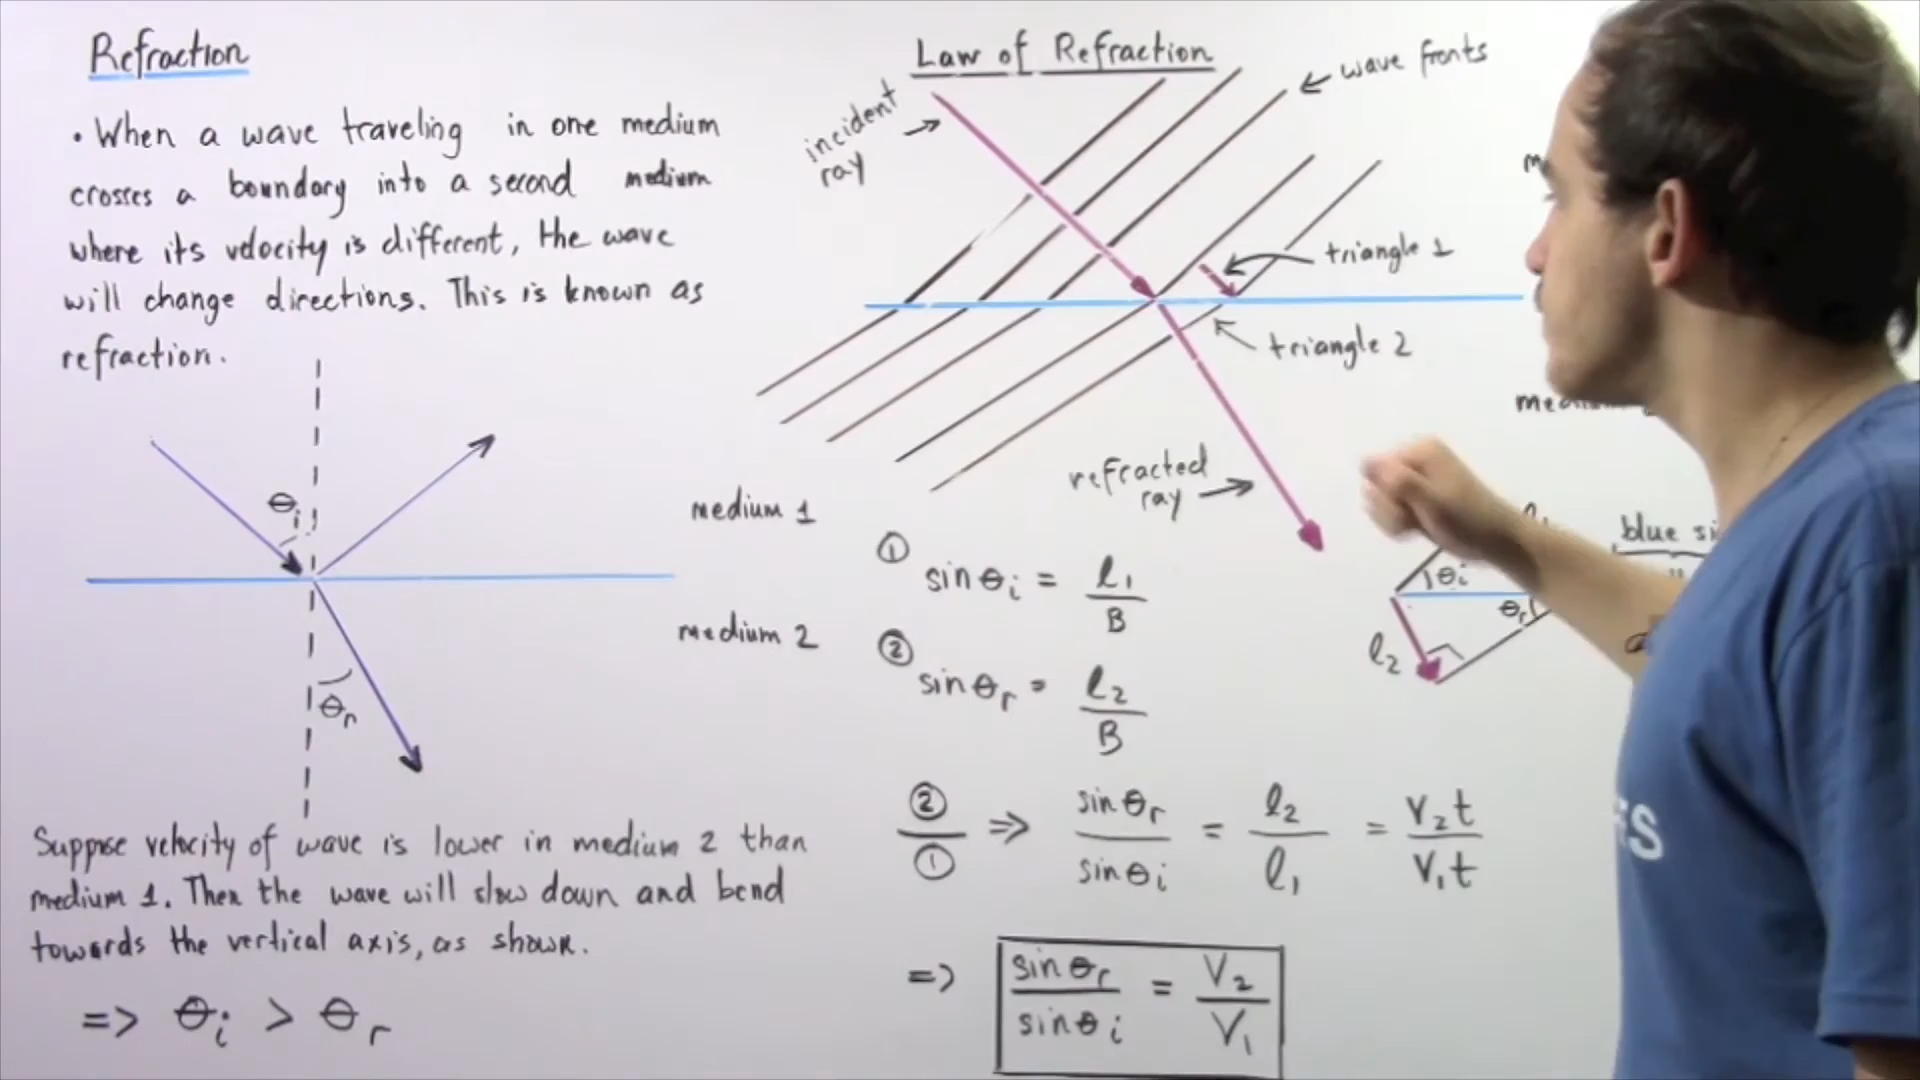 Refraction
• When a wave traveling in one medium
crosses a boundary into a second medium
where its velocity is different, the wave
will change directions. This is known as
refraction.
θi
medium 1
medium 2
θr
Suppose velocity of wave is lower in medium 2 than
medium 1. Then the wave will slow down and bend
towards the vertical axis, as shown.
=> θi > θr
Law of Refraction
incident
ray
wave fronts
triangle 1
triangle 2
refracted
ray
① sinθi = l1/B
② sinθr = l2/B
②/① => sinθr/sinθi = l2/l1 = V2t/V1t
=> sinθr/sinθi = V2/V1
blue si
θi
θr
l2